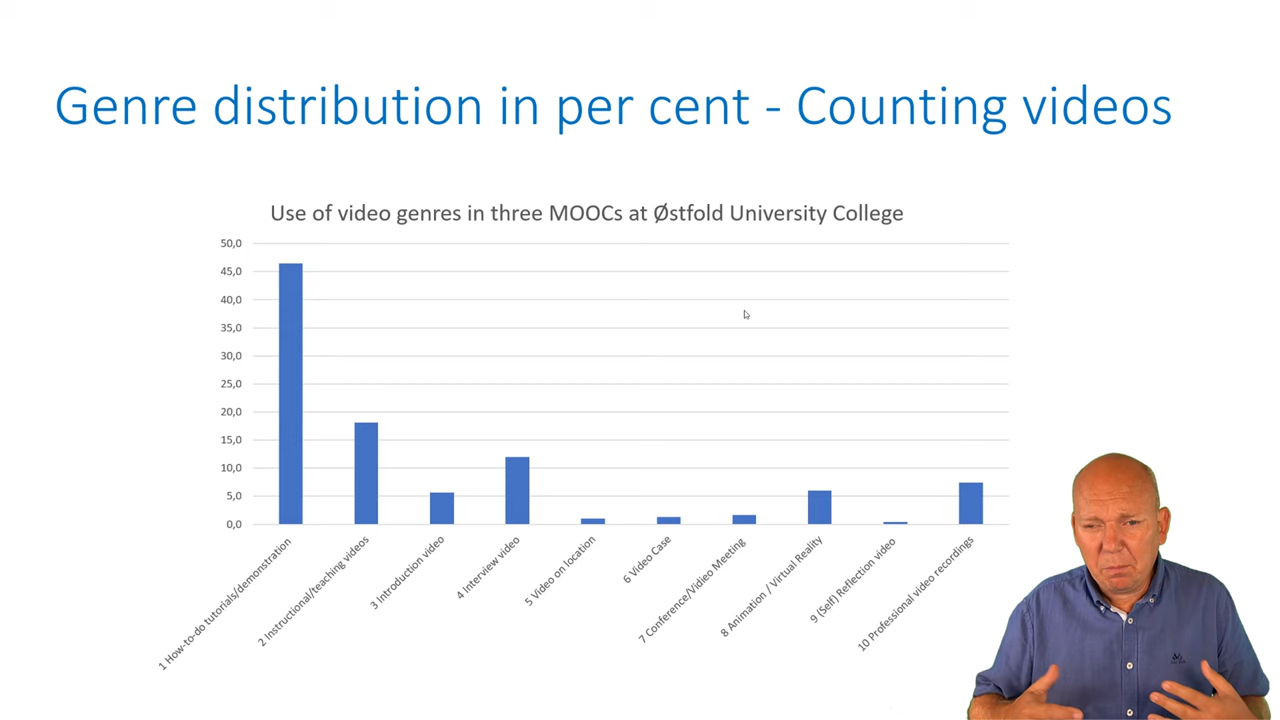 Genre distribution in per cent - Counting videos
Use of video genres in three MOOCs at Østfold University College
50,0
45,0
40,0
35,0
30,0
25,0
20,0
15,0
10,0
5,0
0,0
1 How-to-do tutorials/demonstration
2 Instructional/teaching videos
3 Introduction video
4 Interview video
5 Video on location
6 Video Case
7 Conference/Vidieo Meeting
8 Animation / Virtual Reality
9 (Self) Reflection video
10 Professional video recordings